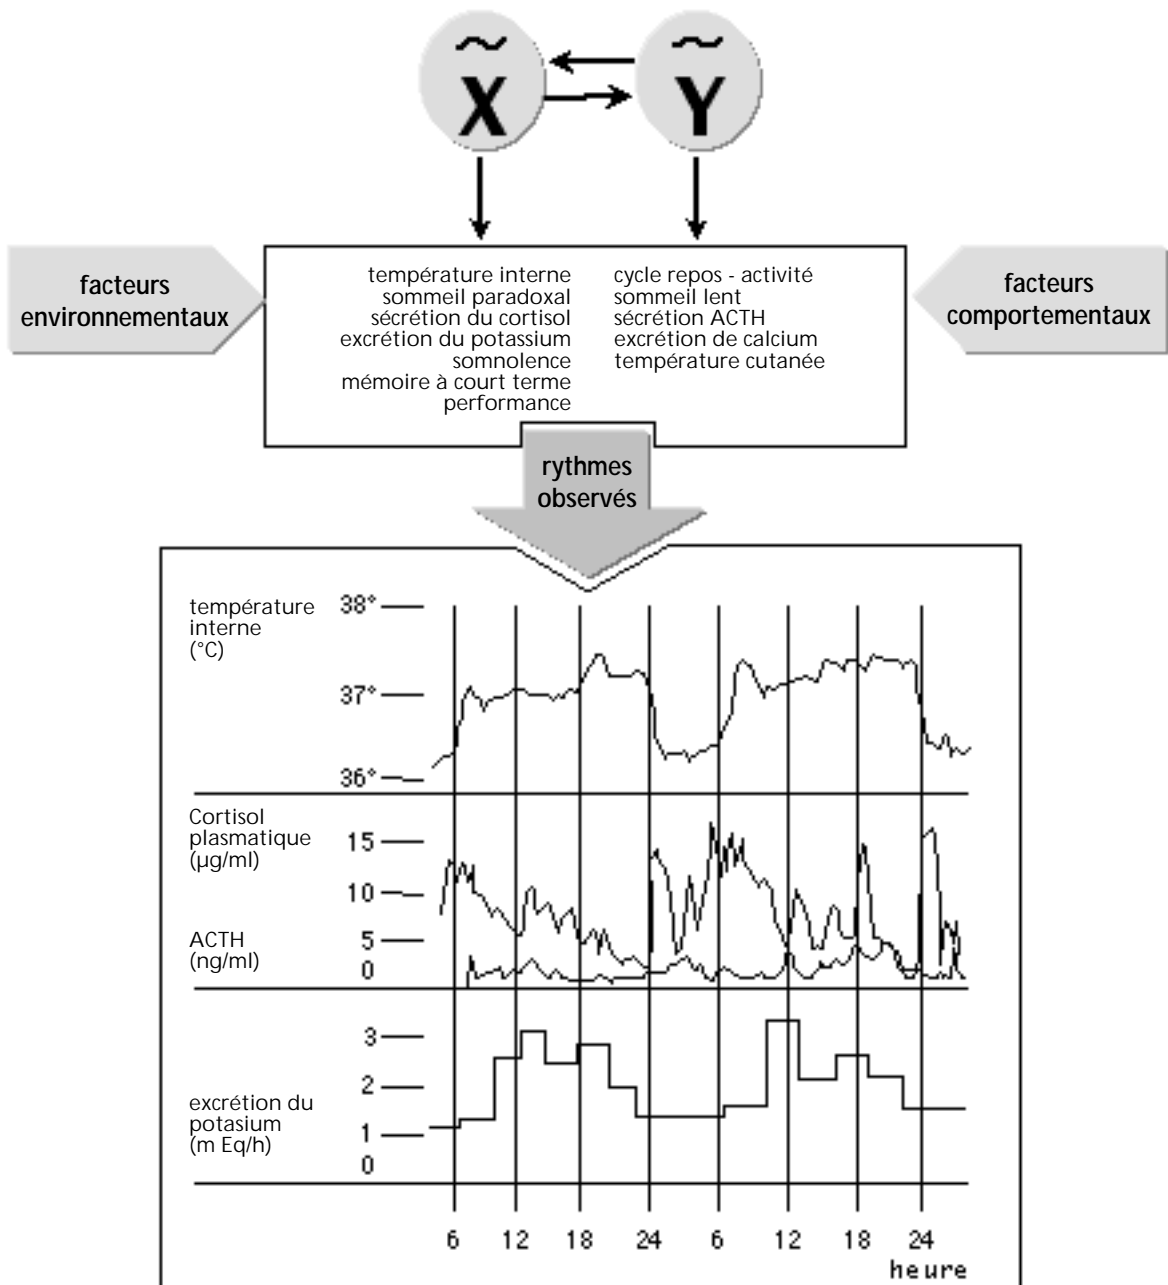 ~
X
~
Y
facteurs
environnementaux
température interne
sommeil paradoxal
sécrétion du cortisol
excrétion du potassium
somnolence
mémoire à court terme
performance
cycle repos - activité
sommeil lent
sécrétion ACTH
excrétion de calcium
température cutanée
facteurs
comportementaux
rythmes
observés
température
interne
(°C)
38°
37°
36°
Cortisol
plasmatique
(µg/ml)
ACTH
(ng/ml)
15
10
5
0
excrétion du
potasium
(m Eq/h)
3
2
1
0
6 12 18 24 6 12 18 24
heure